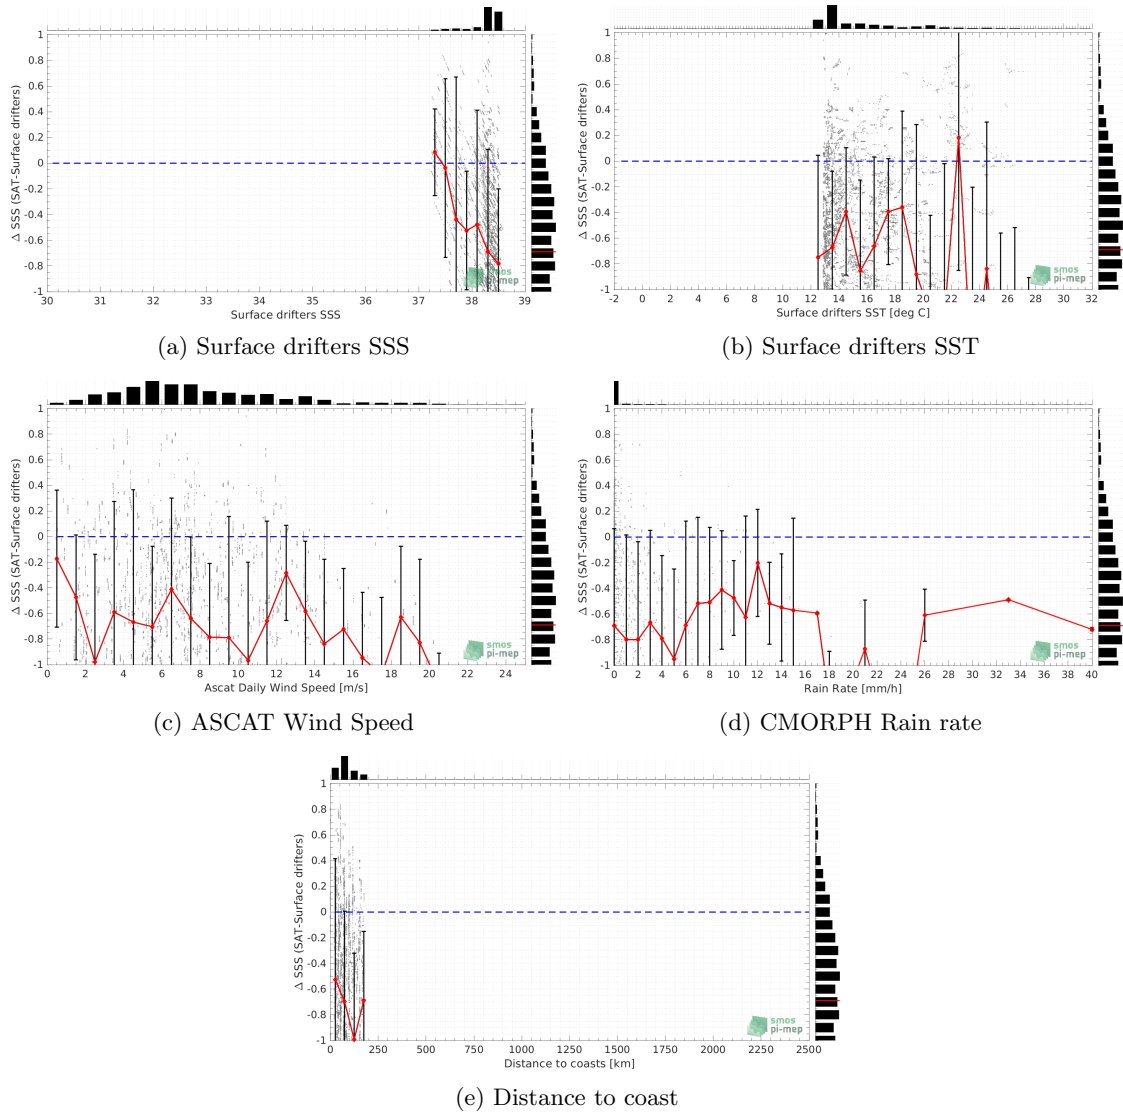 1
0.8
0.6
0.4
0.2
0
-0.2
-0.4
-0.6
-0.8
-1
Δ SSS (SAT-Surface drifters)
smos
pi-mep
30 31 32 33 34 35 36 37 38 39
Surface drifters SSS
(a) Surface drifters SSS
1
0.8
0.6
0.4
0.2
0
-0.2
-0.4
-0.6
-0.8
-1
Δ SSS (SAT-Surface drifters)
smos
pi-mep
-2 0 2 4 6 8 10 12 14 16 18 20 22 24 26 28 30 32
Surface drifters SST [deg C]
(b) Surface drifters SST
1
0.8
0.6
0.4
0.2
0
-0.2
-0.4
-0.6
-0.8
-1
Δ SSS (SAT-Surface drifters)
smos
pi-mep
0 2 4 6 8 10 12 14 16 18 20 22 24
Ascat Daily Wind Speed [m/s]
(c) ASCAT Wind Speed
1
0.8
0.6
0.4
0.2
0
-0.2
-0.4
-0.6
-0.8
-1
Δ SSS (SAT-Surface drifters)
smos
pi-mep
0 2 4 6 8 10 12 14 16 18 20 22 24 26 28 30 32 34 36 38 40
Rain Rate [mm/h]
(d) CMORPH Rain rate
1
0.8
0.6
0.4
0.2
0
-0.2
-0.4
-0.6
-0.8
-1
Δ SSS (SAT-Surface drifters)
smos
pi-mep
0 250 500 750 1000 1250 1500 1750 2000 2250 2500
Distance to coasts [km]
(e) Distance to coast